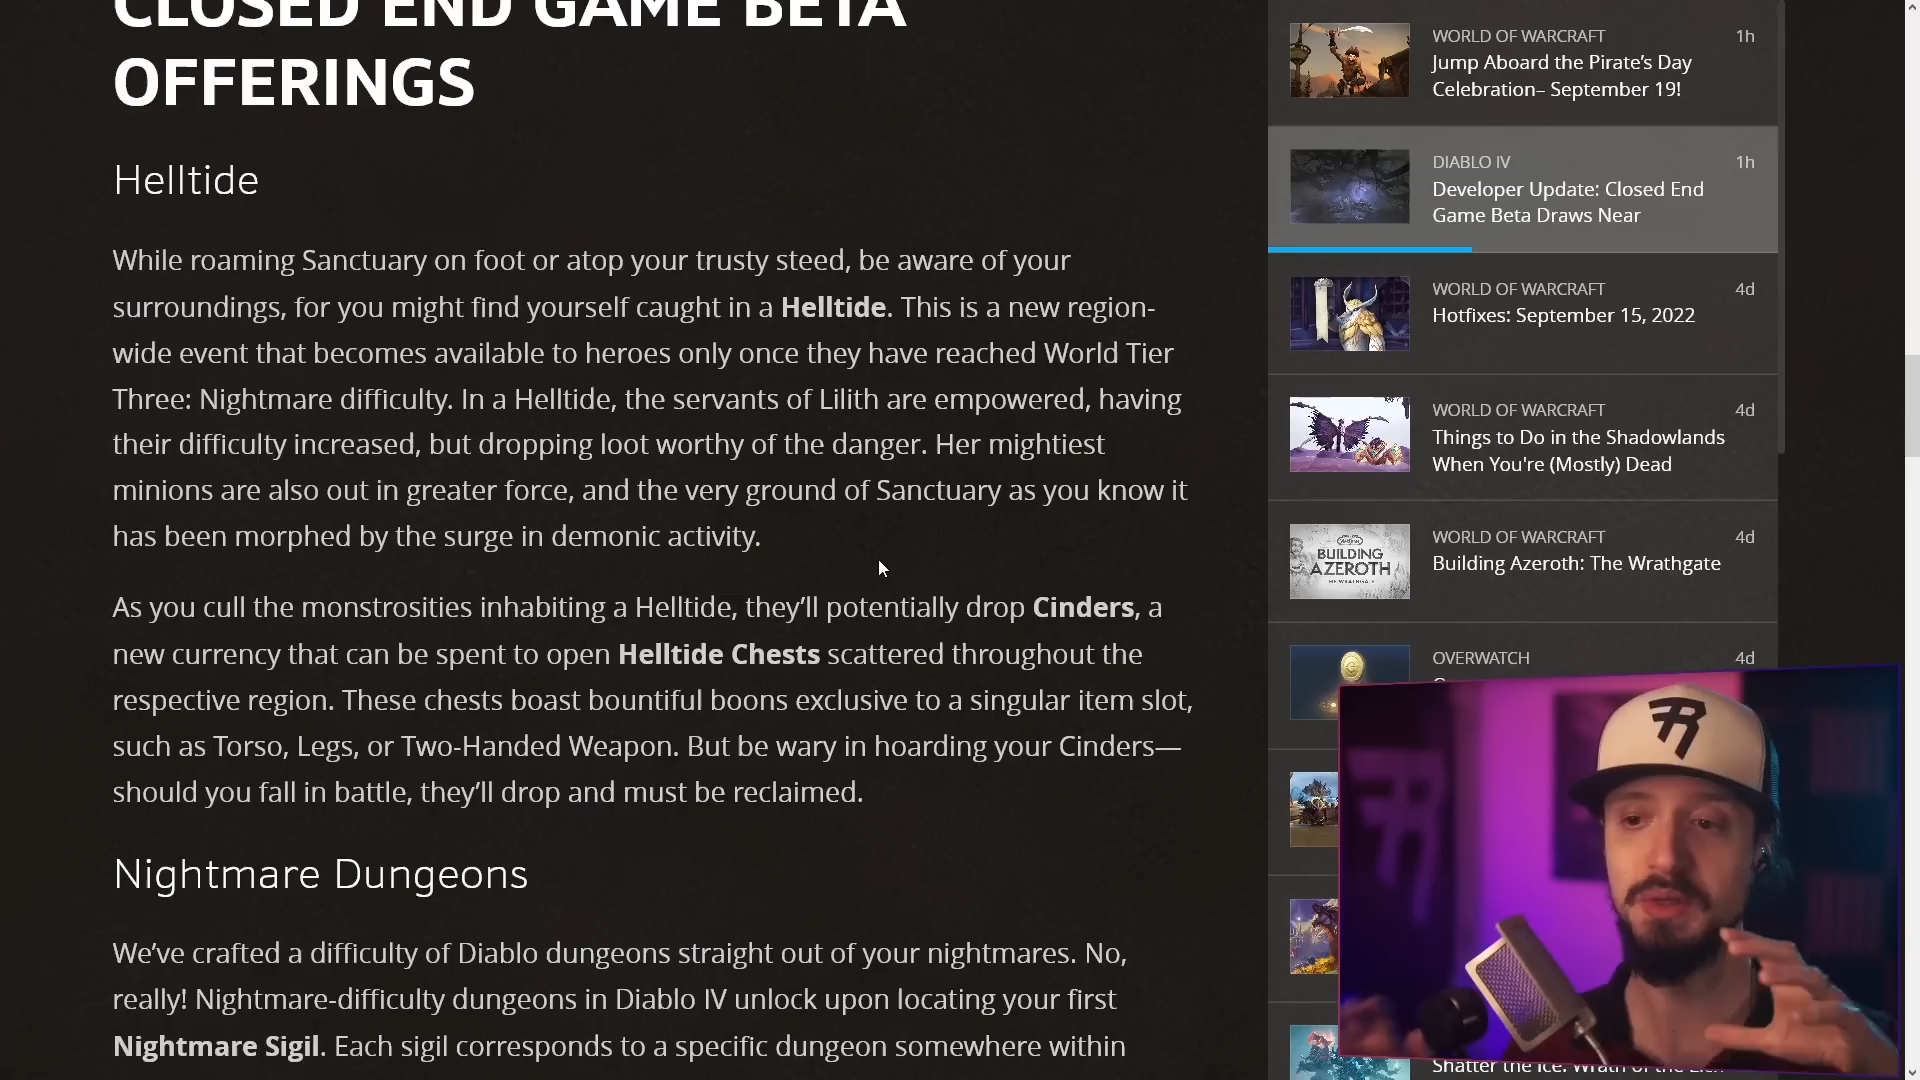 CLOSED END GAME BETA
OFFERINGS
Helltide
While roaming Sanctuary on foot or atop your trusty steed, be aware of your
surroundings, for you might find yourself caught in a Helltide. This is a new region-
wide event that becomes available to heroes only once they have reached World Tier
Three: Nightmare difficulty. In a Helltide, the servants of Lilith are empowered, having
their difficulty increased, but dropping loot worthy of the danger. Her mightiest
minions are also out in greater force, and the very ground of Sanctuary as you know it
has been morphed by the surge in demonic activity.
As you cull the monstrosities inhabiting a Helltide, they’ll potentially drop Cinders, a
new currency that can be spent to open Helltide Chests scattered throughout the
respective region. These chests boast bountiful boons exclusive to a singular item slot,
such as Torso, Legs, or Two-Handed Weapon. But be wary in hoarding your Cinders—
should you fall in battle, they’ll drop and must be reclaimed.
Nightmare Dungeons
We’ve crafted a difficulty of Diablo dungeons straight out of your nightmares. No,
really! Nightmare-difficulty dungeons in Diablo IV unlock upon locating your first
Nightmare Sigil. Each sigil corresponds to a specific dungeon somewhere within
WORLD OF WARCRAFT 1h
Jump Aboard the Pirate’s Day
Celebration– September 19!
DIABLO IV 1h
Developer Update: Closed End
Game Beta Draws Near
WORLD OF WARCRAFT 4d
Hotfixes: September 15, 2022
WORLD OF WARCRAFT 4d
Things to Do in the Shadowlands
When You're (Mostly) Dead
BUILDING
AZEROTH
WORLD OF WARCRAFT 4d
Building Azeroth: The Wrathgate
OVERWATCH 4d
Shatter the Ice: Wrath of the Lich